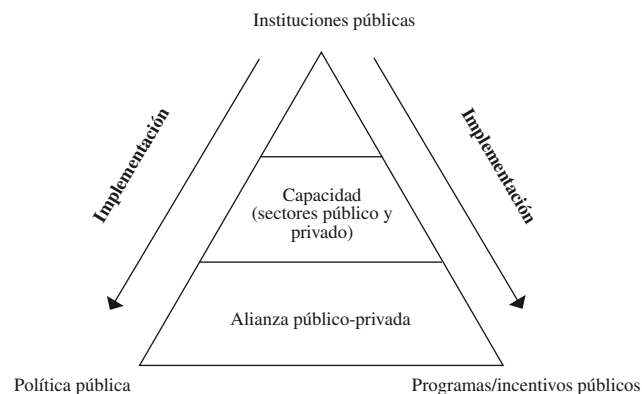 Instituciones públicas
Implementación
Implementación
Capacidad
(sectores público y
privado)
Alianza público-privada
Política pública
Programas/incentivos públicos